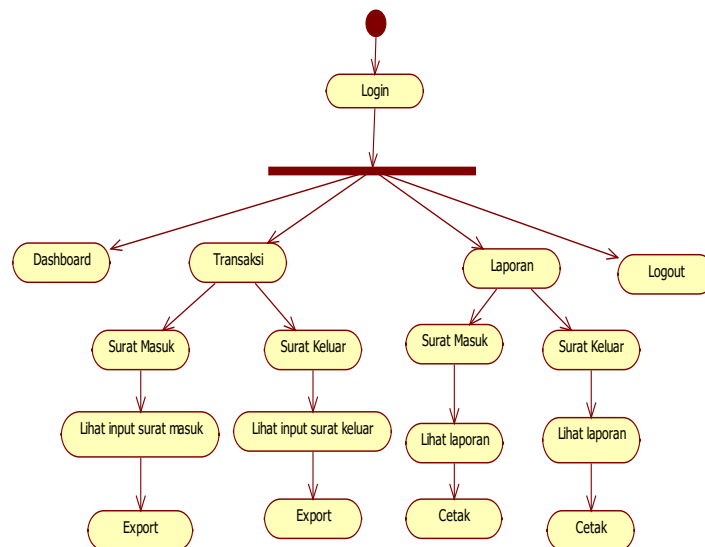 Login
Dashboard
Transaksi
Laporan
Logout
Surat Masuk
Surat Keluar
Surat Masuk
Surat Keluar
Lihat input surat masuk
Lihat input surat keluar
Lihat laporan
Lihat laporan
Export
Export
Cetak
Cetak